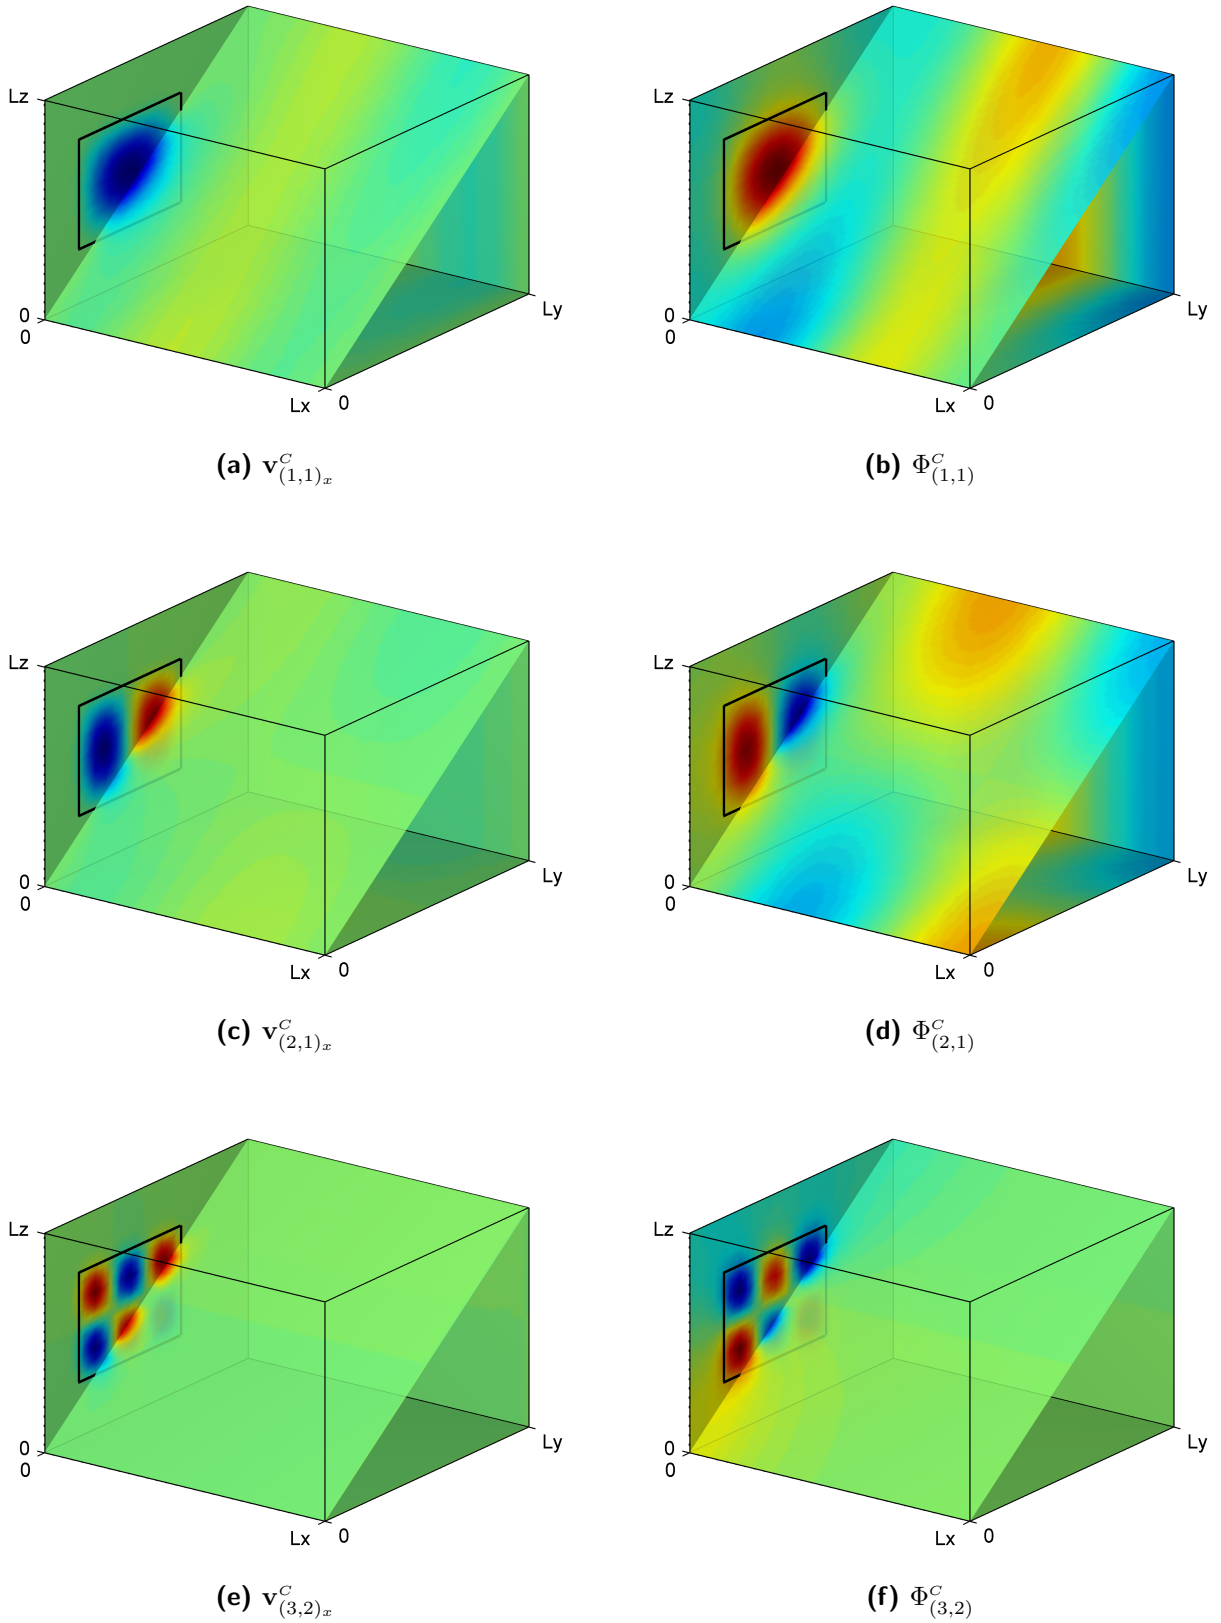 Lz
0
0
Lx
0
Ly
Lz
0
0
Lx
0
Ly
(a) v^C_(1,1)_x
(b) Φ^C_(1,1)
Lz
0
0
Lx
0
Ly
Lz
0
0
Lx
0
Ly
(c) v^C_(2,1)_x
(d) Φ^C_(2,1)
Lz
0
0
Lx
0
Ly
Lz
0
0
Lx
0
Ly
(e) v^C_(3,2)_x
(f) Φ^C_(3,2)